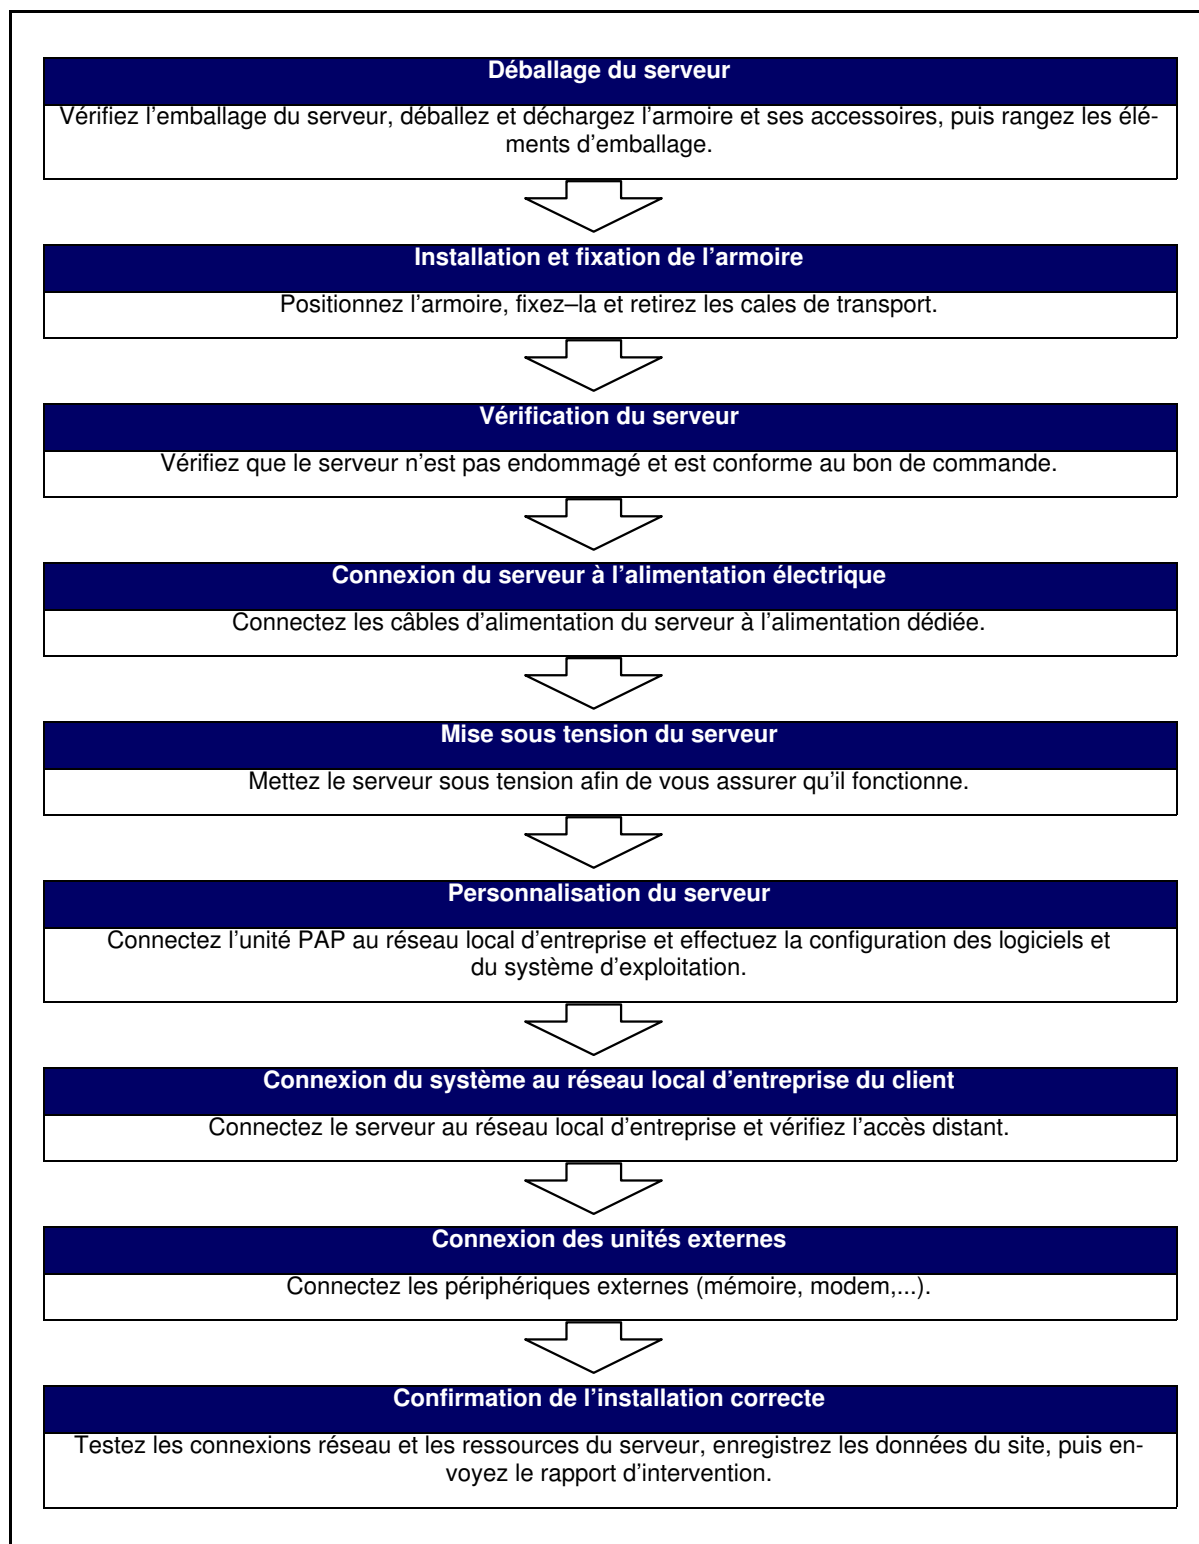 Déballage du serveur
Vérifiez l’emballage du serveur, déballez et déchargez l’armoire et ses accessoires, puis rangez les élé-
ments d’emballage.
Installation et fixation de l’armoire
Positionnez l’armoire, fixez–la et retirez les cales de transport.
Vérification du serveur
Vérifiez que le serveur n’est pas endommagé et est conforme au bon de commande.
Connexion du serveur à l’alimentation électrique
Connectez les câbles d’alimentation du serveur à l’alimentation dédiée.
Mise sous tension du serveur
Mettez le serveur sous tension afin de vous assurer qu’il fonctionne.
Personnalisation du serveur
Connectez l’unité PAP au réseau local d’entreprise et effectuez la configuration des logiciels et
du système d’exploitation.
Connexion du système au réseau local d’entreprise du client
Connectez le serveur au réseau local d’entreprise et vérifiez l’accès distant.
Connexion des unités externes
Connectez les périphériques externes (mémoire, modem,...).
Confirmation de l’installation correcte
Testez les connexions réseau et les ressources du serveur, enregistrez les données du site, puis en-
voyez le rapport d’intervention.